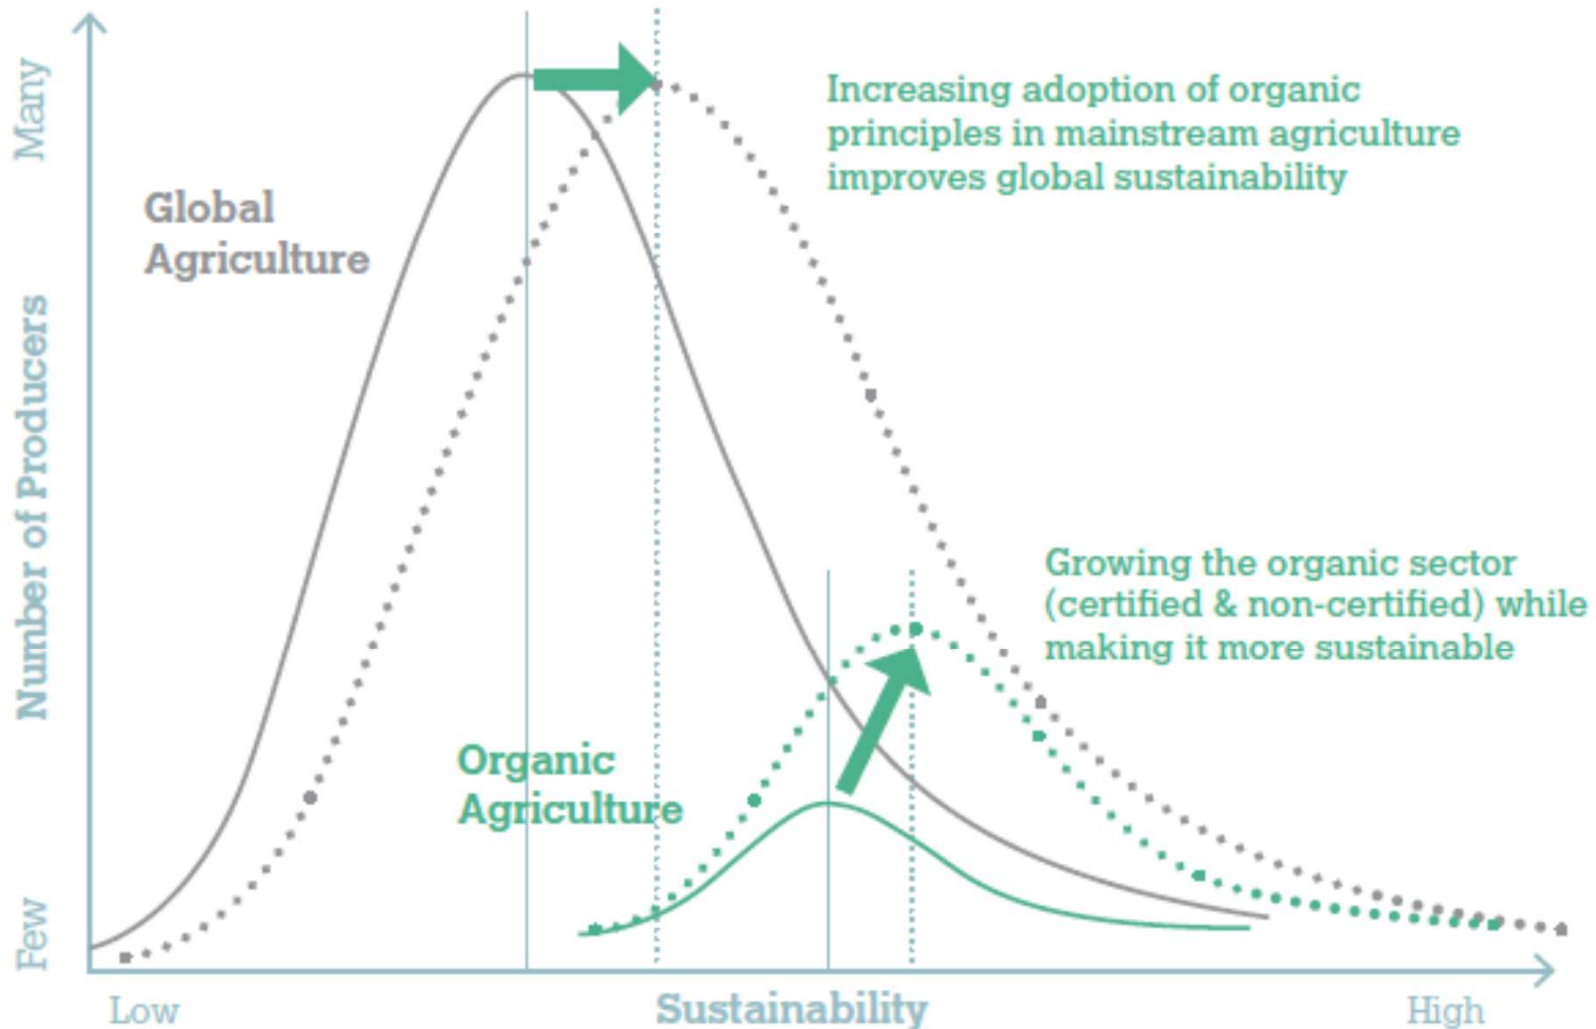 Many
Number of Producers
Few
Global
Agriculture
Increasing adoption of organic
principles in mainstream agriculture
improves global sustainability
Growing the organic sector
(certified & non-certified) while
making it more sustainable
Organic
Agriculture
Low
Sustainability
High